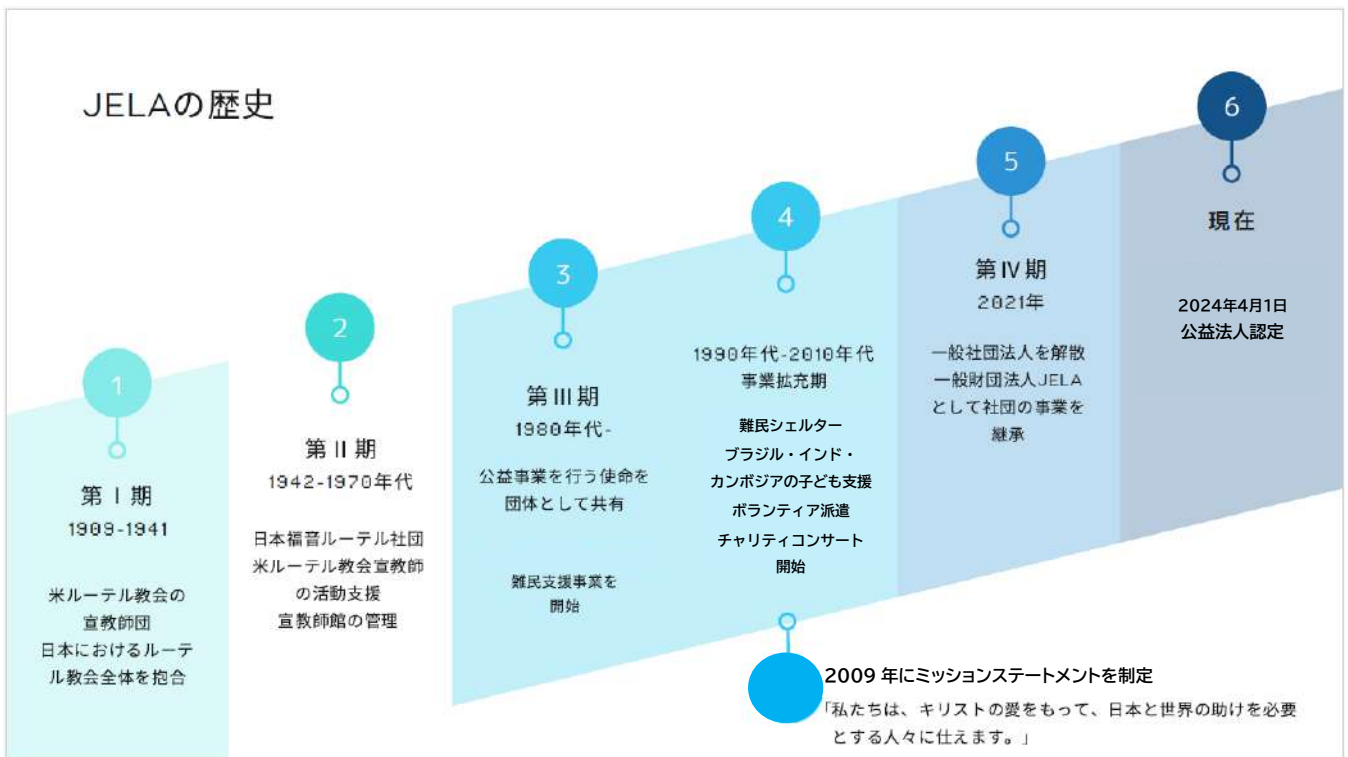 JELAの歴史
1
第Ⅰ期
1909-1941
米ルーテル教会の
宣教師団
日本におけるルーテ
ル教会全体を抱合
2
第Ⅱ期
1942-1970年代
日本福音ルーテル社団
米ルーテル教会宣教師
の活動支援
宣教師館の管理
3
第Ⅲ期
1980年代-
公益事業を行う使命を
団体として共有
難民支援事業を
開始
4
1990年代-2010年代
事業拡充期
難民シェルター
ブラジル・インド・
カンボジアの子ども支援
ボランティア派遣
チャリティコンサート
開始
2009 年にミッションステートメントを制定
「私たちは、キリストの愛をもって、日本と世界の助けを必要
とする人々に仕えます。」
5
第Ⅳ期
2021年
一般社団法人を解散
一般財団法人JELA
として社団の事業を
継承
6
現在
2024年4月1日
公益法人認定